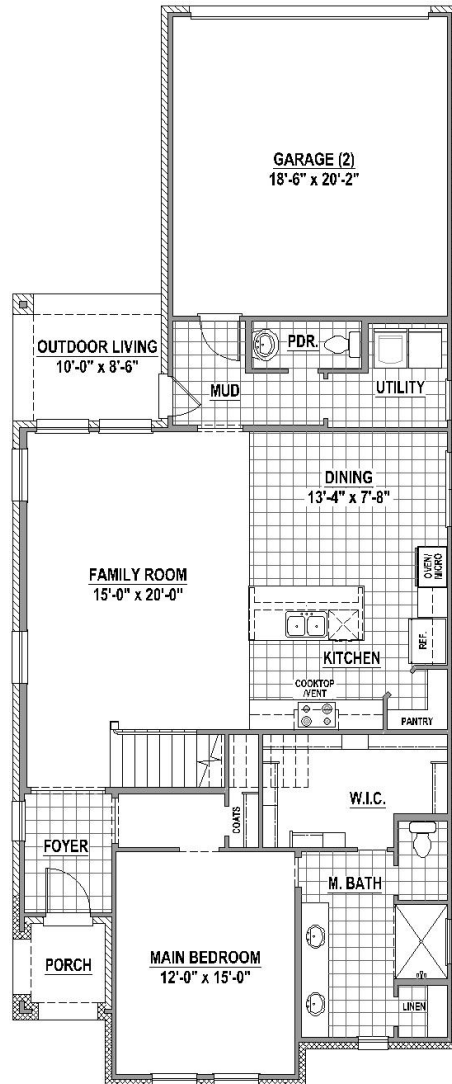 GARAGE (2)
18'-6" x 20'-2"
OUTDOOR LIVING
10'-0" x 8'-6"
PDR.
MUD
UTILITY
DINING
13'-4" x 7'-8"
FAMILY ROOM
15'-0" x 20'-0"
OVEN/
MICRO
REF.
KITCHEN
COOKTOP
/VENT
PANTRY
W.I.C.
COATS
FOYER
M. BATH
PORCH
MAIN BEDROOM
12'-0" x 15'-0"
LINEN